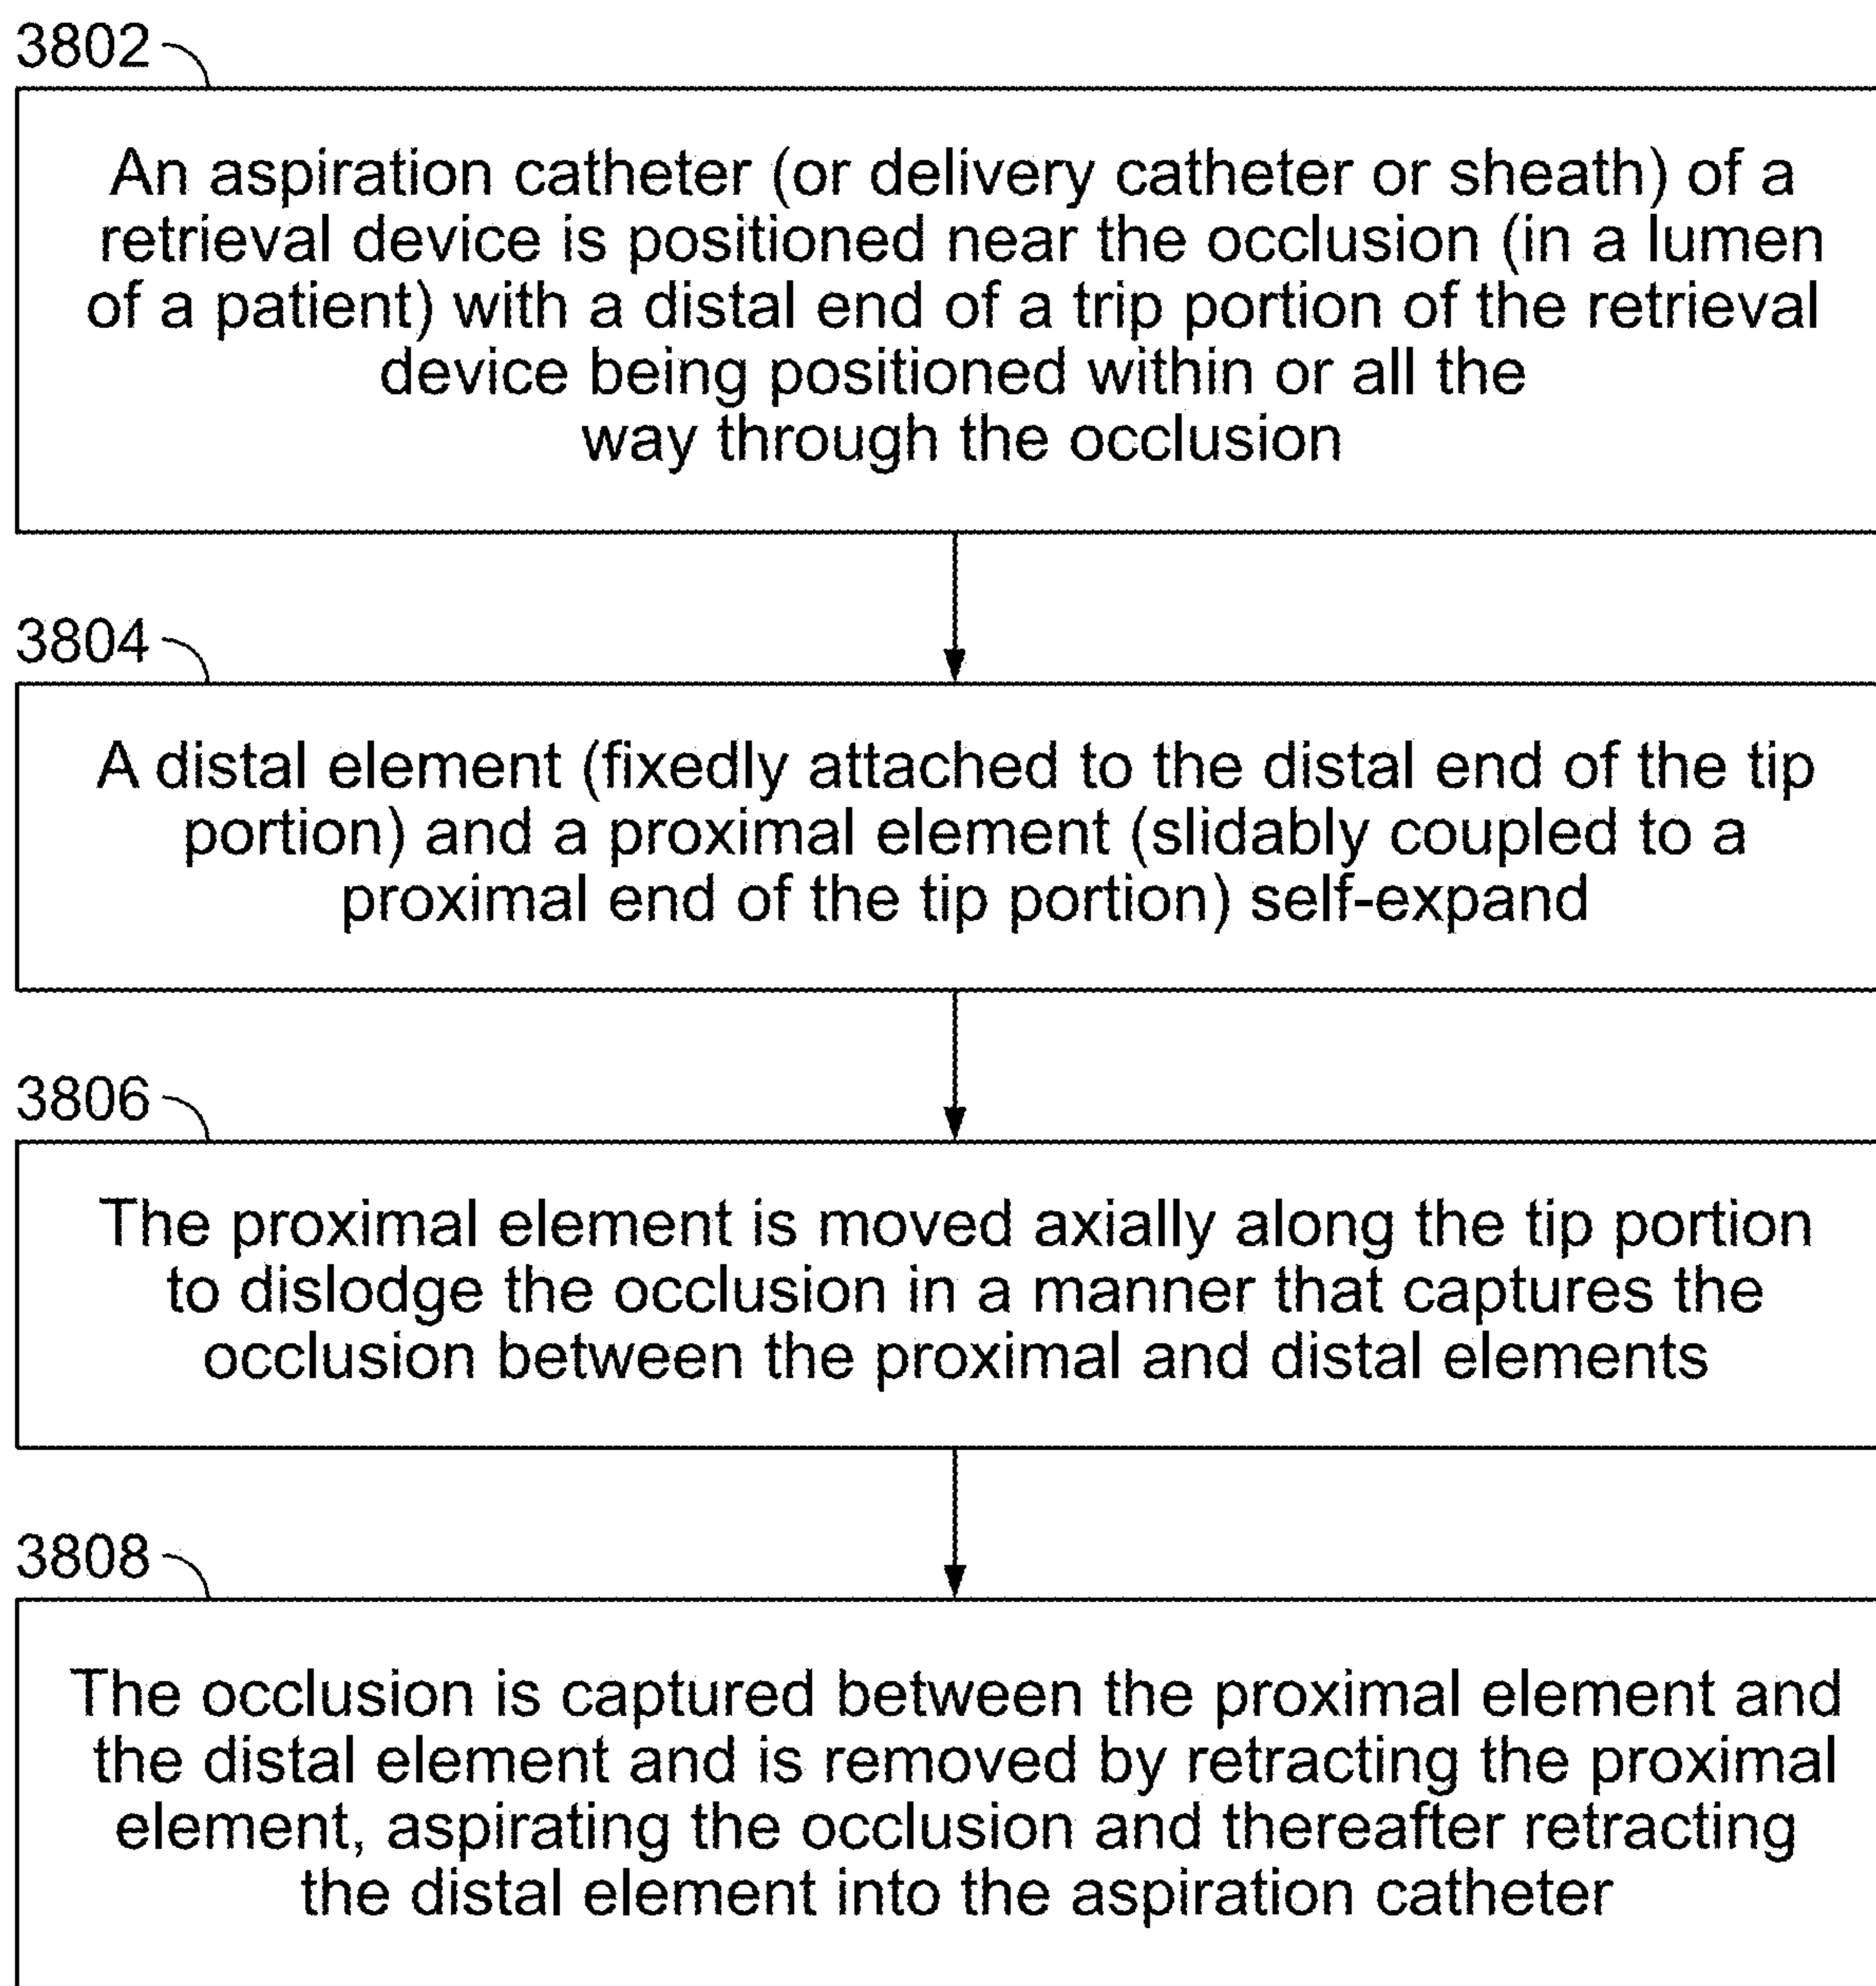 3802
An aspiration catheter (or delivery catheter or sheath) of a
retrieval device is positioned near the occlusion (in a lumen
of a patient) with a distal end of a trip portion of the retrieval
device being positioned within or all the
way through the occlusion
3804
A distal element (fixedly attached to the distal end of the tip
portion) and a proximal element (slidably coupled to a
proximal end of the tip portion) self-expand
3806
The proximal element is moved axially along the tip portion
to dislodge the occlusion in a manner that captures the
occlusion between the proximal and distal elements
3808
The occlusion is captured between the proximal element and
the distal element and is removed by retracting the proximal
element, aspirating the occlusion and thereafter retracting
the distal element into the aspiration catheter